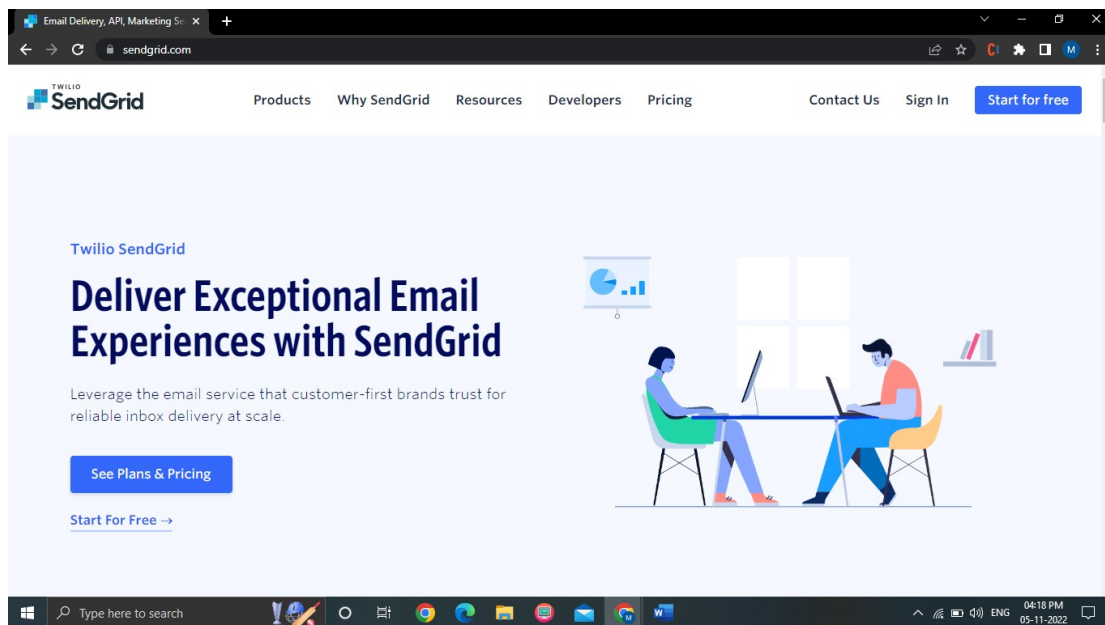 Email Delivery, API, Marketing Se
sendgrid.com
M
TWILIO
SendGrid
Products Why SendGrid Resources Developers Pricing Contact Us Sign In Start for free
Twilio SendGrid
Deliver Exceptional Email
Experiences with SendGrid
Leverage the email service that customer-first brands trust for
reliable inbox delivery at scale.
See Plans & Pricing
Start For Free →
Type here to search
ENG
04:18 PM
05-11-2022